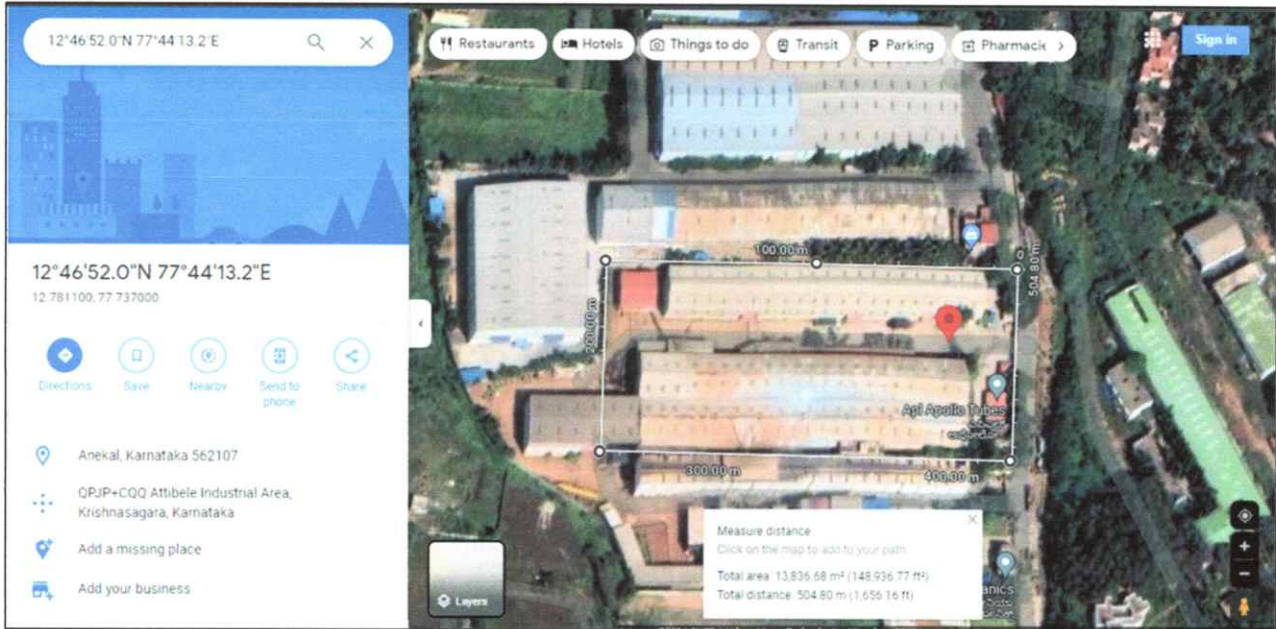 12°46'52.0"N 77°44'13.2"E
Restaurants
Hotels
Things to do
Transit
P Parking
Pharmacie
Sign in
12°46'52.0"N 77°44'13.2"E
12.781100, 77.737000
Directions
Save
Nearby
Send to
phone
Share
Anekal, Karnataka 562107
QPJP+CQQ Attibele Industrial Area,
Krishnasagara, Karnataka
Add a missing place
Add your business
100.00 m
504.80 m
200.00 m
Apl Apollo Tubes
300.00 m
400.00 m
Measure distance
Click on the map to add to your path
Total area: 13,836.68 m² (148,936.77 ft²)
Total distance: 504.80 m (1,656.16 ft)
anics
Layers